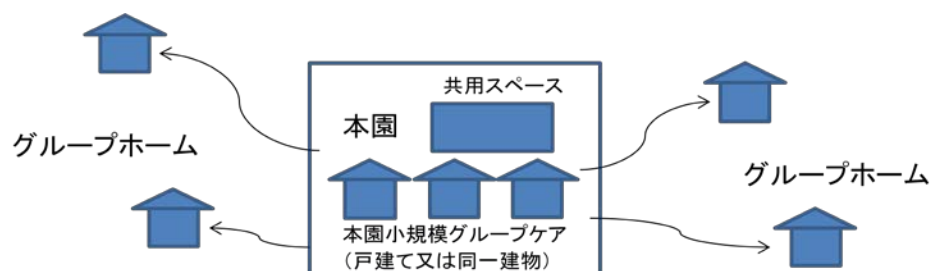 共用スペース
本園
グループホーム
グループホーム
本園小規模グループケア
(戸建て又は同一建物)